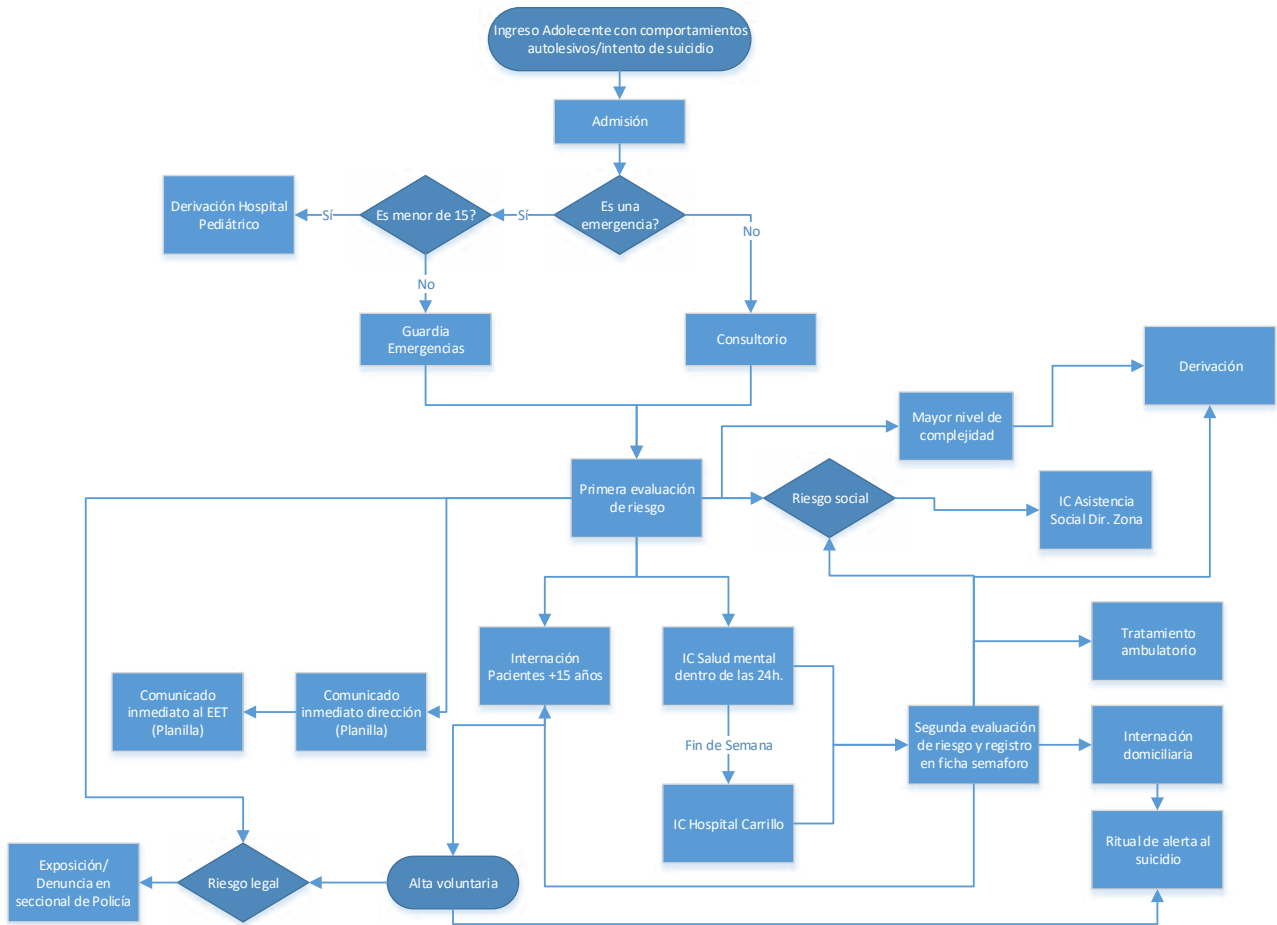 Ingreso Adolecente con comportamientos
autolesivos/intento de suicidio
Admisión
Es una
emergencia?
Sí
Es menor de 15?
Sí
Derivación Hospital
Pediátrico
No
No
Guardia
Emergencias
Consultorio
Derivación
Mayor nivel de
complejidad
Primera evaluación
de riesgo
Riesgo social
IC Asistencia
Social Dir. Zona
Internación
Pacientes +15 años
IC Salud mental
dentro de las 24h.
Tratamiento
ambulatorio
Comunicado
inmediato al EET
(Planilla)
Comunicado
inmediato dirección
(Planilla)
Fin de Semana
Segunda evaluación
de riesgo y registro
en ficha semaforo
Internación
domiciliaria
IC Hospital Carrillo
Ritual de alerta al
suicidio
Exposición/
Denuncia en
seccional de Policía
Riesgo legal
Alta voluntaria